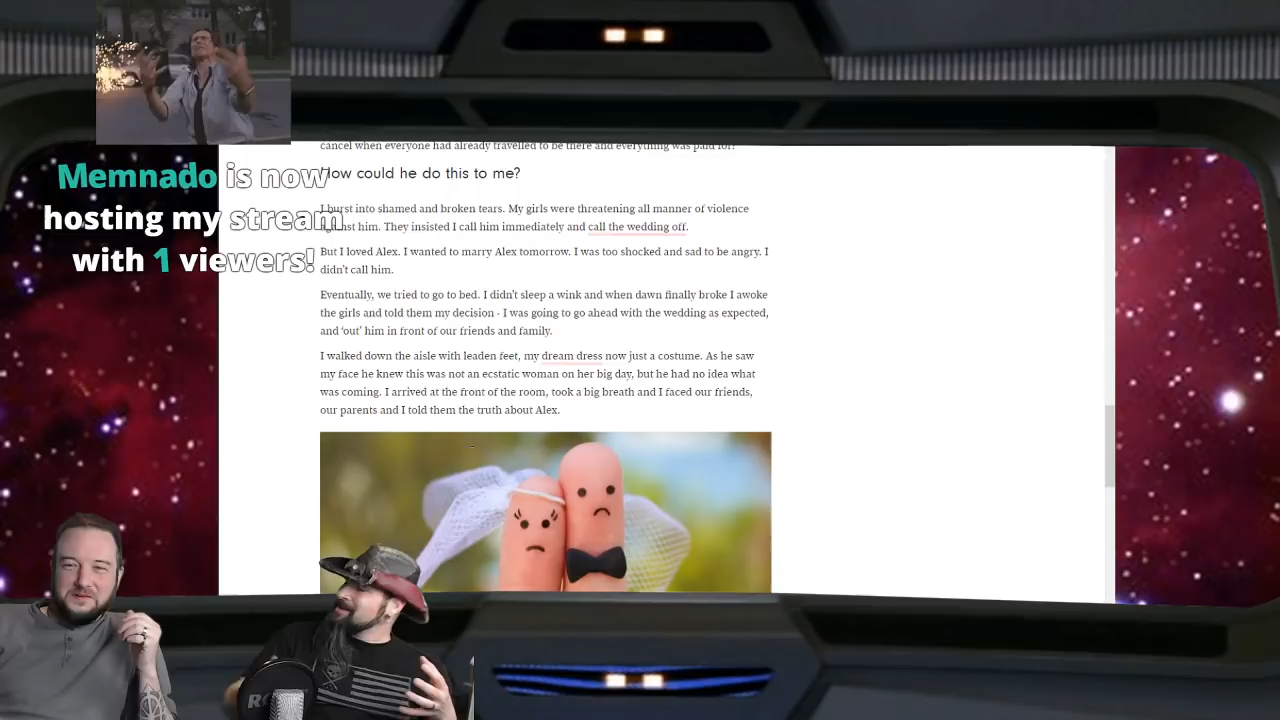 Memnado is now
hosting my stream
with 1 viewers!
cancel when everyone had already travelled to be there and everything was paid for?
How could he do this to me?
I burst into shamed and broken tears. My girls were threatening all manner of violence
against him. They insisted I call him immediately and call the wedding off.
But I loved Alex. I wanted to marry Alex tomorrow. I was too shocked and sad to be angry. I
didn't call him.
Eventually, we tried to go to bed. I didn't sleep a wink and when dawn finally broke I awoke
the girls and told them my decision - I was going to go ahead with the wedding as expected,
and 'out' him in front of our friends and family.
I walked down the aisle with leaden feet, my dream dress now just a costume. As he saw
my face he knew this was not an ecstatic woman on her big day, but he had no idea what
was coming. I arrived at the front of the room, took a big breath and I faced our friends,
our parents and I told them the truth about Alex.